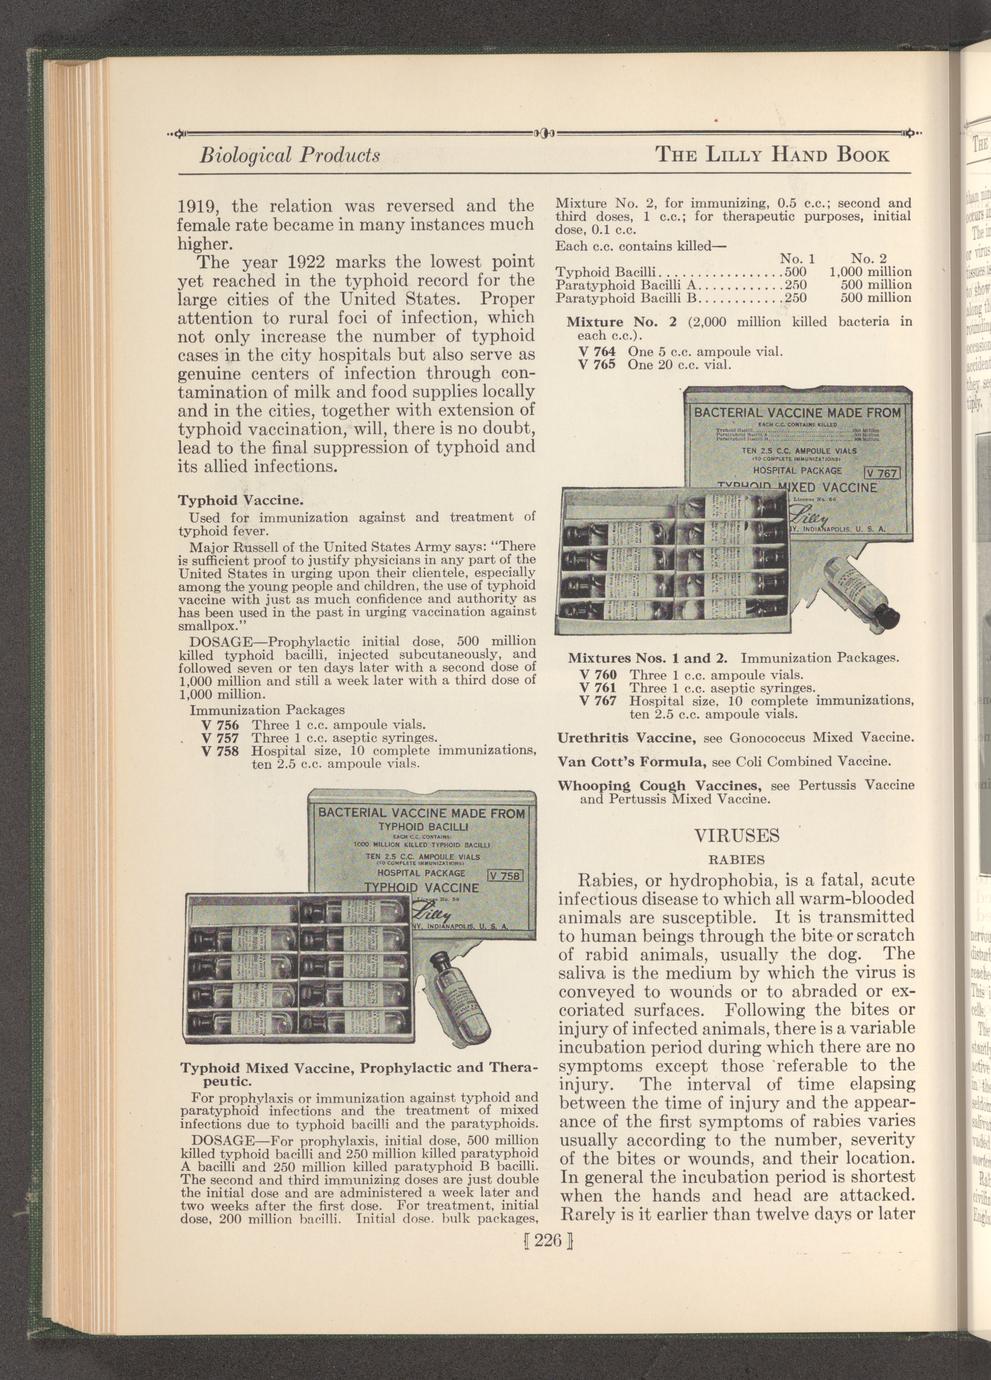 Biological Products
THE LILLY HAND BOOK
1919, the relation was reversed and the
female rate became in many instances much
higher.
The year 1922 marks the lowest point
yet reached in the typhoid record for the
large cities of the United States. Proper
attention to rural foci of infection, which
not only increase the number of typhoid
cases in the city hospitals but also serve as
genuine centers of infection through con-
tamination of milk and food supplies locally
and in the cities, together with extension of
typhoid vaccination, will, there is no doubt,
lead to the final suppression of typhoid and
its allied infections.
Typhoid Vaccine.
Used for immunization against and treatment of
typhoid fever.
Major Russell of the United States Army says: "There
is sufficient proof to justify physicians in any part of the
United States in urging upon their clientele, especially
among the young people and children, the use of typhoid
vaccine with just as much confidence and authority as
has been used in the past in urging vaccination against
smallpox."
DOSAGE—Prophylactic initial dose, 500 million
killed typhoid bacilli, injected subcutaneously, and
followed seven or ten days later with a second dose of
1,000 million and still a week later with a third dose of
1,000 million.
Immunization Packages
V 756 Three 1 c.c. ampoule vials.
V 757 Three 1 c.c. aseptic syringes.
V 758 Hospital size, 10 complete immunizations,
ten 2.5 c.c. ampoule vials.
BACTERIAL VACCINE MADE FROM
TYPHOID BACILLI
EACH C.C. CONTAINS:
1000 MILLION KILLED TYPHOID BACILLI
TEN 2.5 C.C. AMPOULE VIALS
(TO COMPLETE IMMUNIZATIONS)
HOSPITAL PACKAGE V 758
TYPHOID VACCINE
License No. 56
Lilly
NY, INDIANAPOLIS, U. S. A.
Typhoid Mixed Vaccine, Prophylactic and Thera-
peutic.
For prophylaxis or immunization against typhoid and
paratyphoid infections and the treatment of mixed
infections due to typhoid bacilli and the paratyphoids.
DOSAGE—For prophylaxis, initial dose, 500 million
killed typhoid bacilli and 250 million killed paratyphoid
A bacilli and 250 million killed paratyphoid B bacilli.
The second and third immunizing doses are just double
the initial dose and are administered a week later and
two weeks after the first dose. For treatment, initial
dose, 200 million bacilli. Initial dose, bulk packages,
Mixture No. 2, for immunizing, 0.5 c.c.; second and
third doses, 1 c.c.; for therapeutic purposes, initial
dose, 0.1 c.c.
Each c.c. contains killed—
No. 1 No. 2
Typhoid Bacilli................500 1,000 million
Paratyphoid Bacilli A...........250 500 million
Paratyphoid Bacilli B...........250 500 million
Mixture No. 2 (2,000 million killed bacteria in
each c.c.).
V 764 One 5 c.c. ampoule vial.
V 765 One 20 c.c. vial.
BACTERIAL VACCINE MADE FROM
EACH C.C. CONTAINS KILLED
TEN 2.5 C.C. AMPOULE VIALS
(TO COMPLETE IMMUNIZATIONS)
HOSPITAL PACKAGE V 767
TYPHOID MIXED VACCINE
License No. 56
Lilly
NY, INDIANAPOLIS, U. S. A.
Mixtures Nos. 1 and 2. Immunization Packages.
V 760 Three 1 c.c. ampoule vials.
V 761 Three 1 c.c. aseptic syringes.
V 767 Hospital size, 10 complete immunizations,
ten 2.5 c.c. ampoule vials.
Urethritis Vaccine, see Gonococcus Mixed Vaccine.
Van Cott's Formula, see Coli Combined Vaccine.
Whooping Cough Vaccines, see Pertussis Vaccine
and Pertussis Mixed Vaccine.
VIRUSES
RABIES
Rabies, or hydrophobia, is a fatal, acute
infectious disease to which all warm-blooded
animals are susceptible. It is transmitted
to human beings through the bite or scratch
of rabid animals, usually the dog. The
saliva is the medium by which the virus is
conveyed to wounds or to abraded or ex-
coriated surfaces. Following the bites or
injury of infected animals, there is a variable
incubation period during which there are no
symptoms except those referable to the
injury. The interval of time elapsing
between the time of injury and the appear-
ance of the first symptoms of rabies varies
usually according to the number, severity
of the bites or wounds, and their location.
In general the incubation period is shortest
when the hands and head are attacked.
Rarely is it earlier than twelve days or later
[ 226 ]